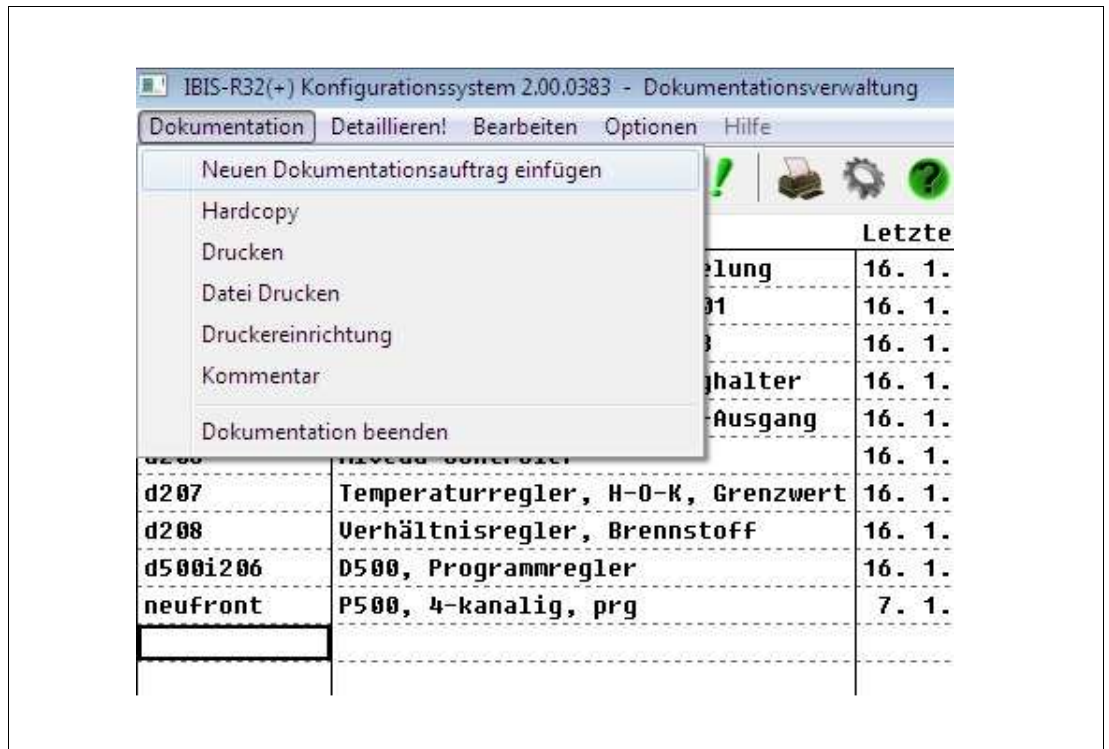 IBIS-R32(+) Konfigurationssystem 2.00.0383 - Dokumentationsverwaltung
Dokumentation Detaillieren! Bearbeiten Optionen Hilfe
Neuen Dokumentationsauftrag einfügen
Hardcopy
Drucken
Datei Drucken
Druckereinrichtung
Kommentar
Dokumentation beenden
Letzte
elung 16. 1.
01 16. 1.
16. 1.
ghalter 16. 1.
-Ausgang 16. 1.
16. 1.
d207 Temperaturregler, H-O-K, Grenzwert 16. 1.
d208 Verhältnisregler, Brennstoff 16. 1.
d500i206 D500, Programmregler 16. 1.
neufront P500, 4-kanalig, prg 7. 1.